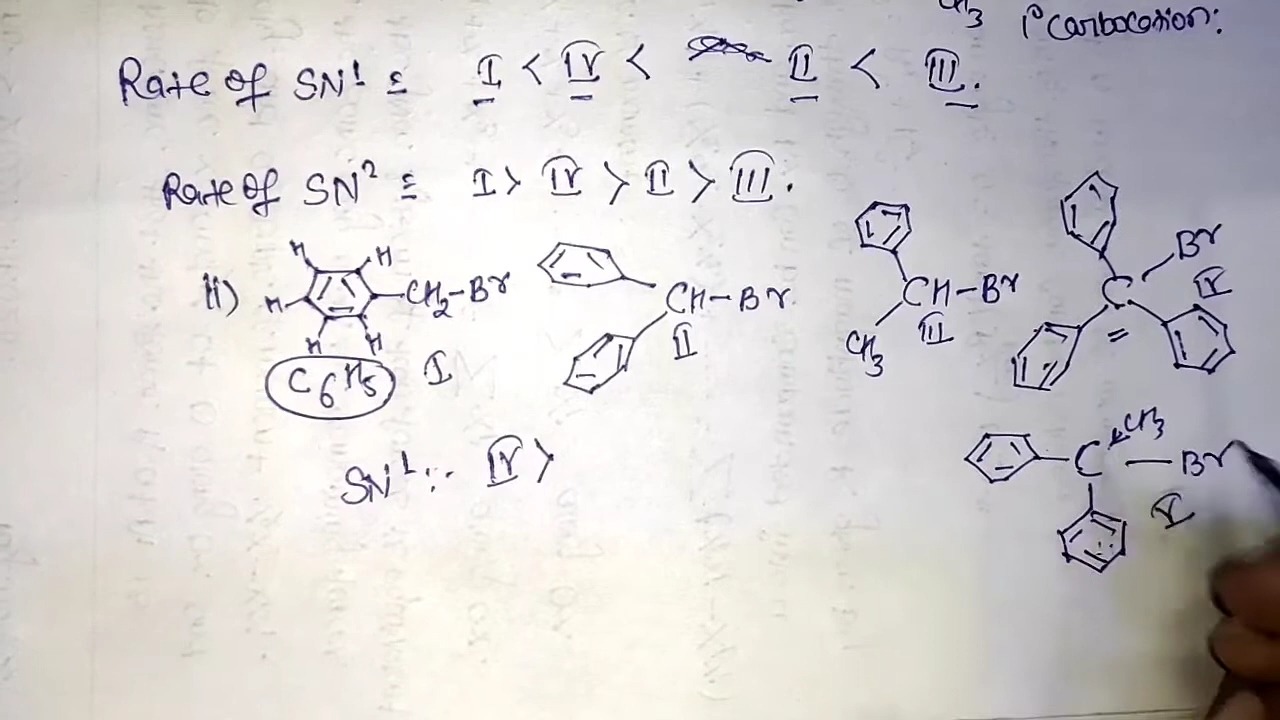 CH3 1° carbocation:
Rate of SN1 = I < IV < II < III.
Rate of SN2 = I > IV > II > III.
ii) H H H H H CH2-Br CH-Br CH-Br CH3 C Br
C6H5 I II III IV
CH3
C - Br
V
SN1:- IV >